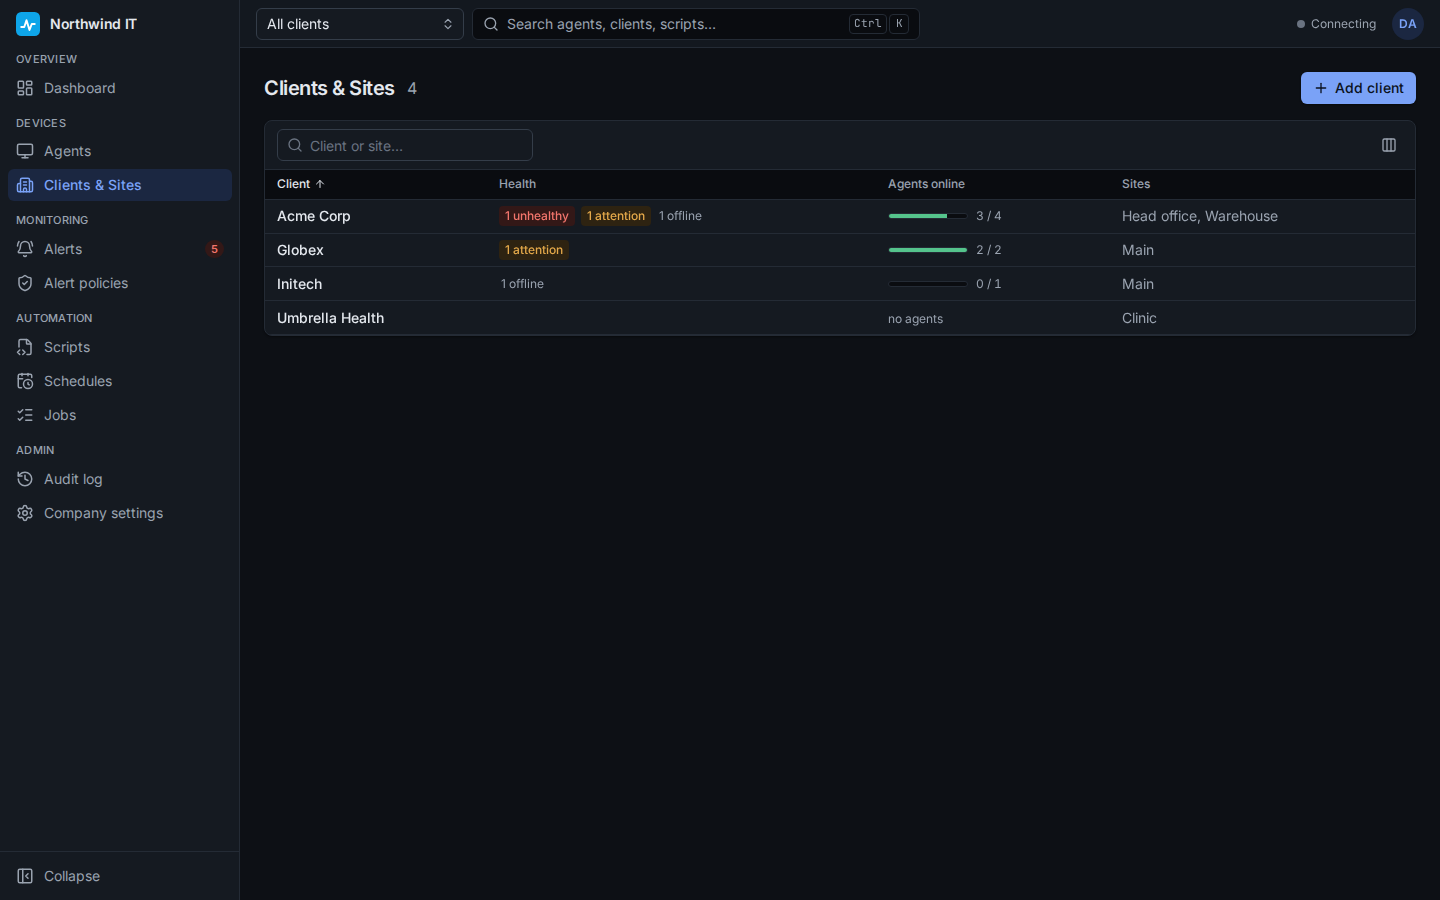 Northwind IT
All clients
Search agents, clients, scripts...
Ctrl K
Connecting
DA
OVERVIEW
Dashboard
DEVICES
Agents
Clients & Sites
MONITORING
Alerts 5
Alert policies
AUTOMATION
Scripts
Schedules
Jobs
ADMIN
Audit log
Company settings
Collapse
Clients & Sites 4
Add client
Client or site...
Client Health Agents online Sites
Acme Corp 1 unhealthy 1 attention 1 offline 3 / 4 Head office, Warehouse
Globex 1 attention 2 / 2 Main
Initech 1 offline 0 / 1 Main
Umbrella Health no agents Clinic